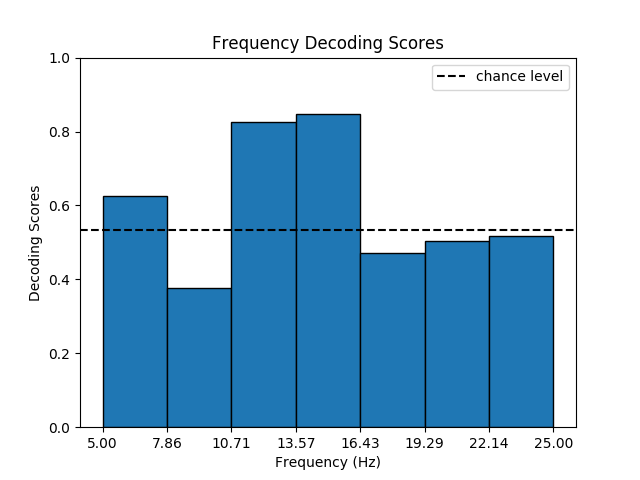 Frequency Decoding Scores
chance level
1.0
0.8
0.6
0.4
0.2
0.0
Decoding Scores
5.00 7.86 10.71 13.57 16.43 19.29 22.14 25.00
Frequency (Hz)